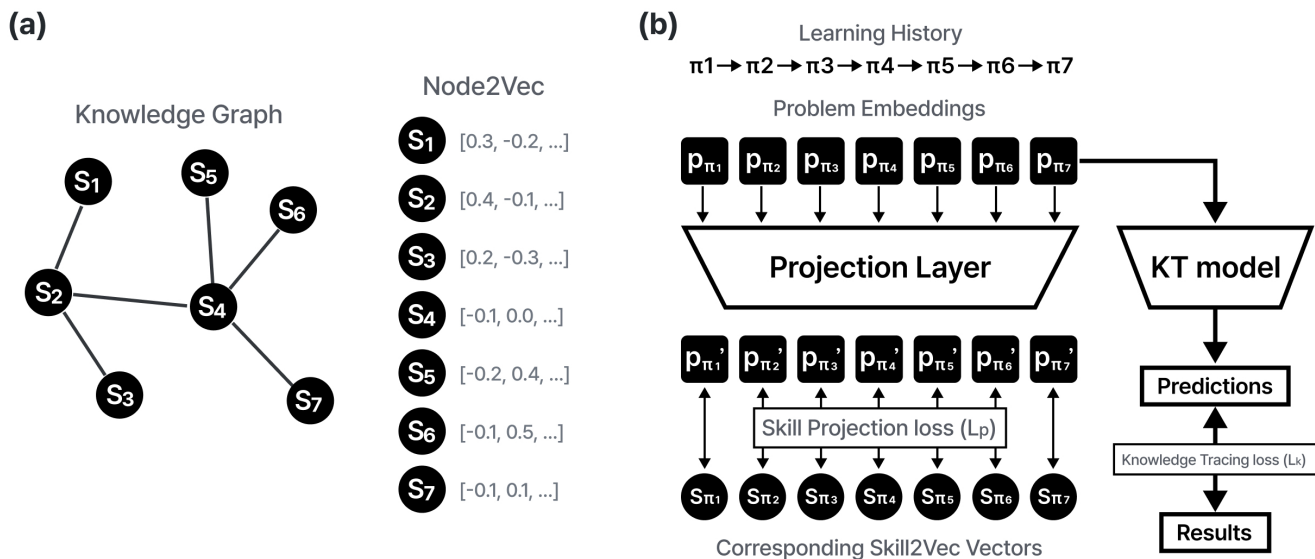 (a)
Knowledge Graph
S1
S5
S6
S2
S4
S3
S7
Node2Vec
S1 [0.3, -0.2, ...]
S2 [0.4, -0.1, ...]
S3 [0.2, -0.3, ...]
S4 [-0.1, 0.0, ...]
S5 [-0.2, 0.4, ...]
S6 [-0.1, 0.5, ...]
S7 [-0.1, 0.1, ...]
(b)
Learning History
π1→π2→π3→π4→π5→π6→π7
Problem Embeddings
pπ1 pπ2 pπ3 pπ4 pπ5 pπ6 pπ7
Projection Layer
pπ1’ pπ2’ pπ3’ pπ4’ pπ5’ pπ6’ pπ7’
Skill Projection loss (Lp)
Sπ1 Sπ2 Sπ3 Sπ4 Sπ5 Sπ6 Sπ7
Corresponding Skill2Vec Vectors
KT model
Predictions
Knowledge Tracing loss (Lk)
Results